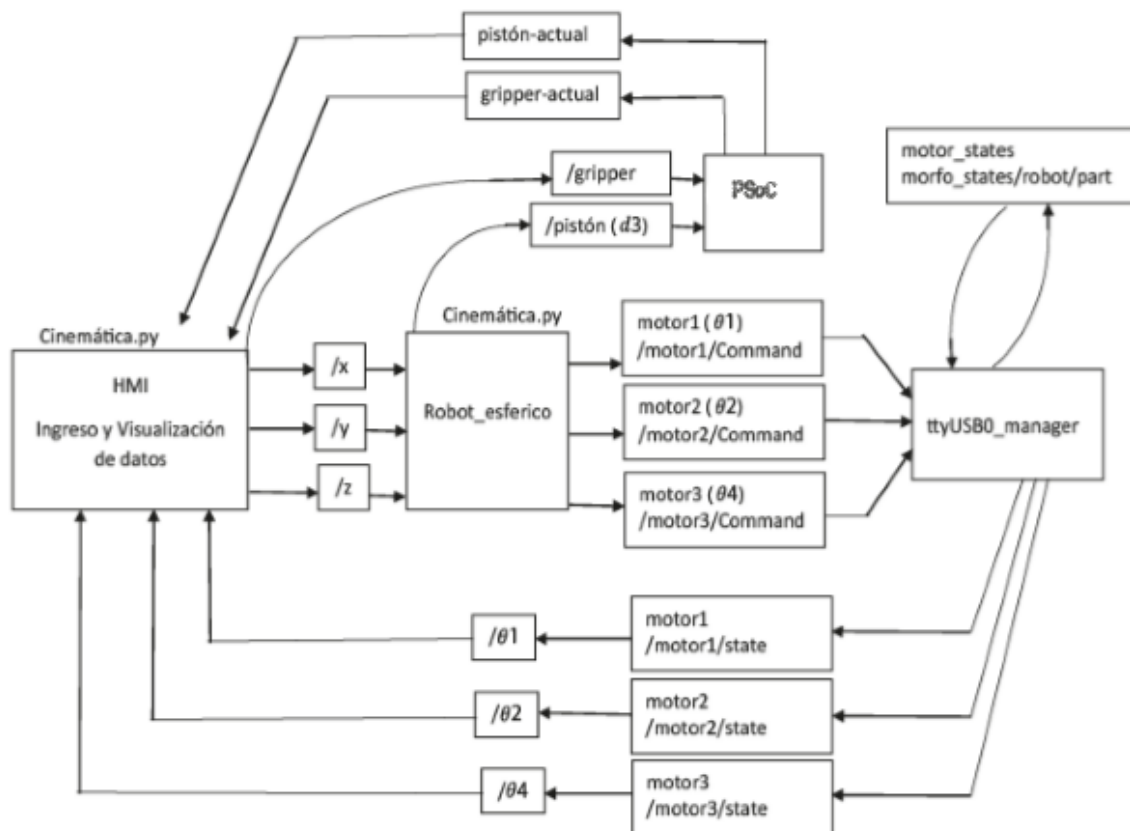 pistón-actual
gripper-actual
/gripper
/pistón (d3)
PSoC
motor_states
morfo_states/robot/part
Cinemática.py
HMI
Ingreso y Visualización
de datos
/x
/y
/z
Cinemática.py
Robot_esferico
motor1 (θ1)
/motor1/Command
motor2 (θ2)
/motor2/Command
motor3 (θ4)
/motor3/Command
ttyUSB0_manager
/θ1
motor1
/motor1/state
/θ2
motor2
/motor2/state
/θ4
motor3
/motor3/state